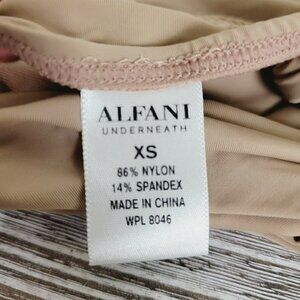 ALFANI
UNDERNEATH
XS
86% NYLON
14% SPANDEX
MADE IN CHINA
WPL 8046